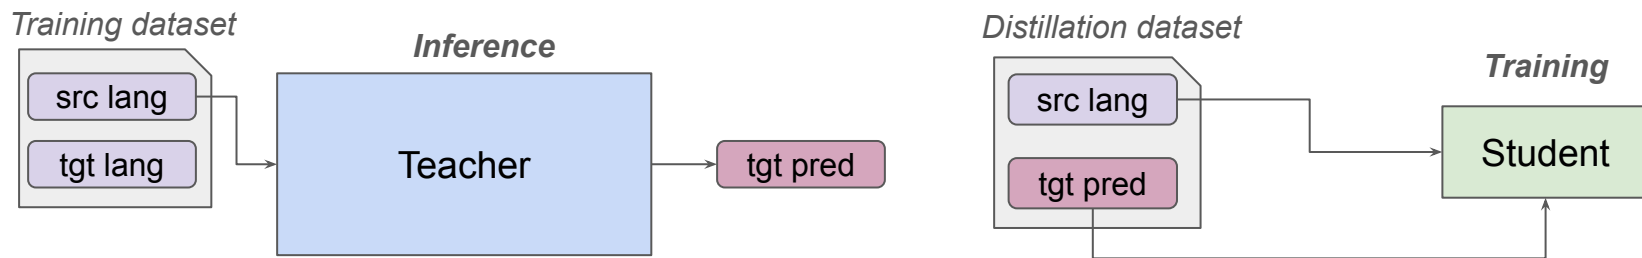 Training dataset
src lang
tgt lang
Inference
Teacher
tgt pred
Distillation dataset
src lang
tgt pred
Training
Student